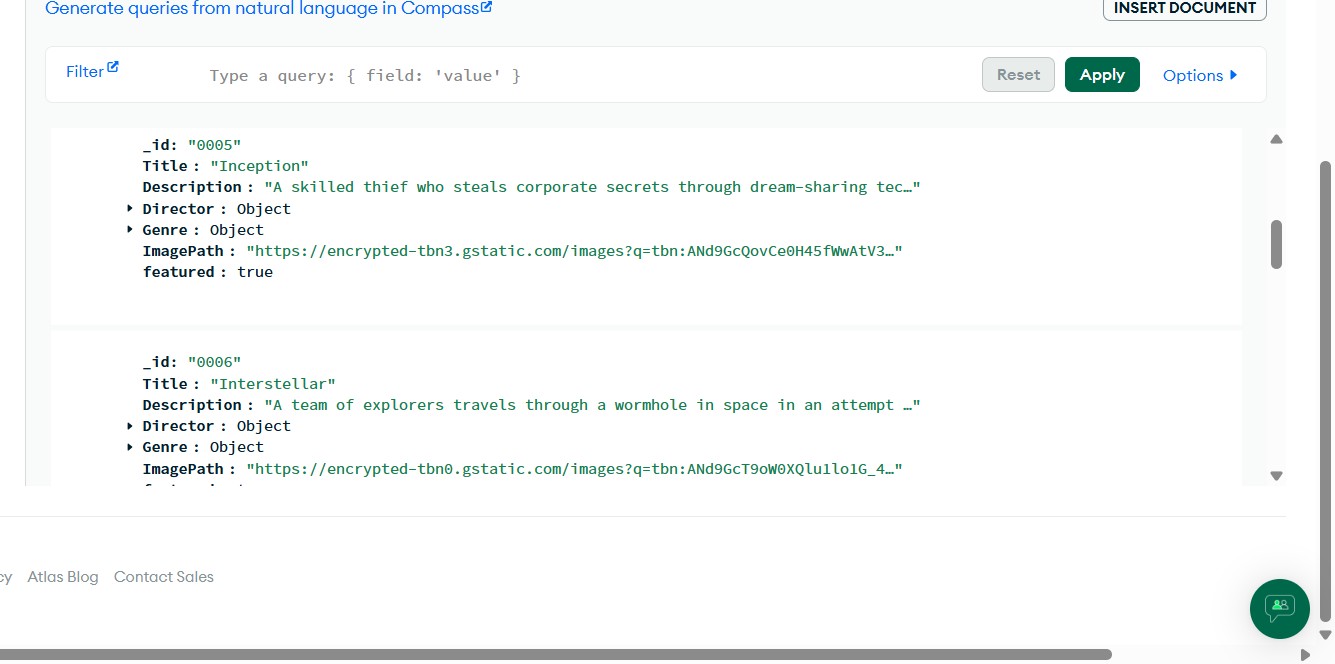 Generate queries from natural language in Compass
INSERT DOCUMENT
Filter
Type a query: { field: 'value' }
Reset
Apply
Options
_id: "0005"
Title : "Inception"
Description : "A skilled thief who steals corporate secrets through dream-sharing tec…"
Director : Object
Genre : Object
ImagePath : "https://encrypted-tbn3.gstatic.com/images?q=tbn:ANd9GcQovCe0H45fWwAtV3…"
featured : true
_id: "0006"
Title : "Interstellar"
Description : "A team of explorers travels through a wormhole in space in an attempt …"
Director : Object
Genre : Object
ImagePath : "https://encrypted-tbn0.gstatic.com/images?q=tbn:ANd9GcT9oW0XQlu1lo1G_4…"
cy Atlas Blog Contact Sales